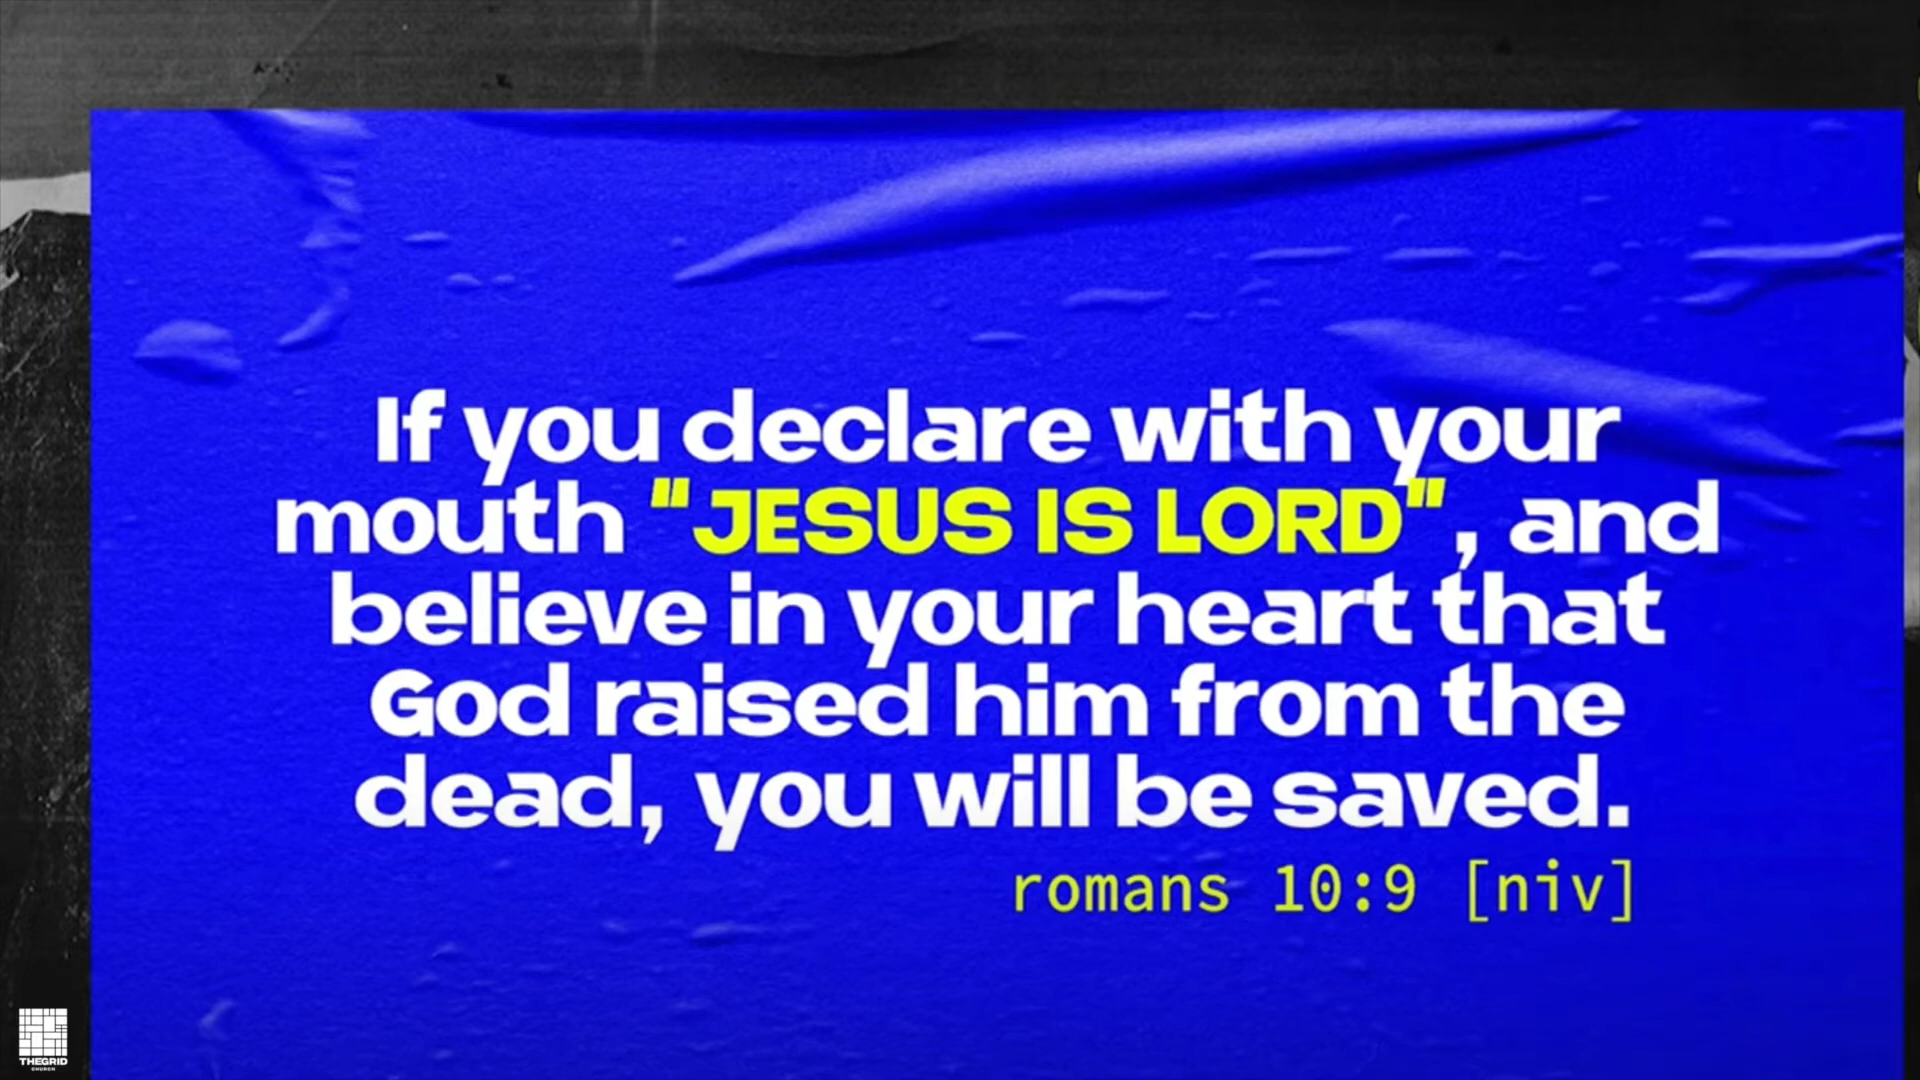 If you declare with your
mouth "JESUS IS LORD", and
believe in your heart that
God raised him from the
dead, you will be saved.
romans 10:9 [niv]
THEGRID
CHURCH